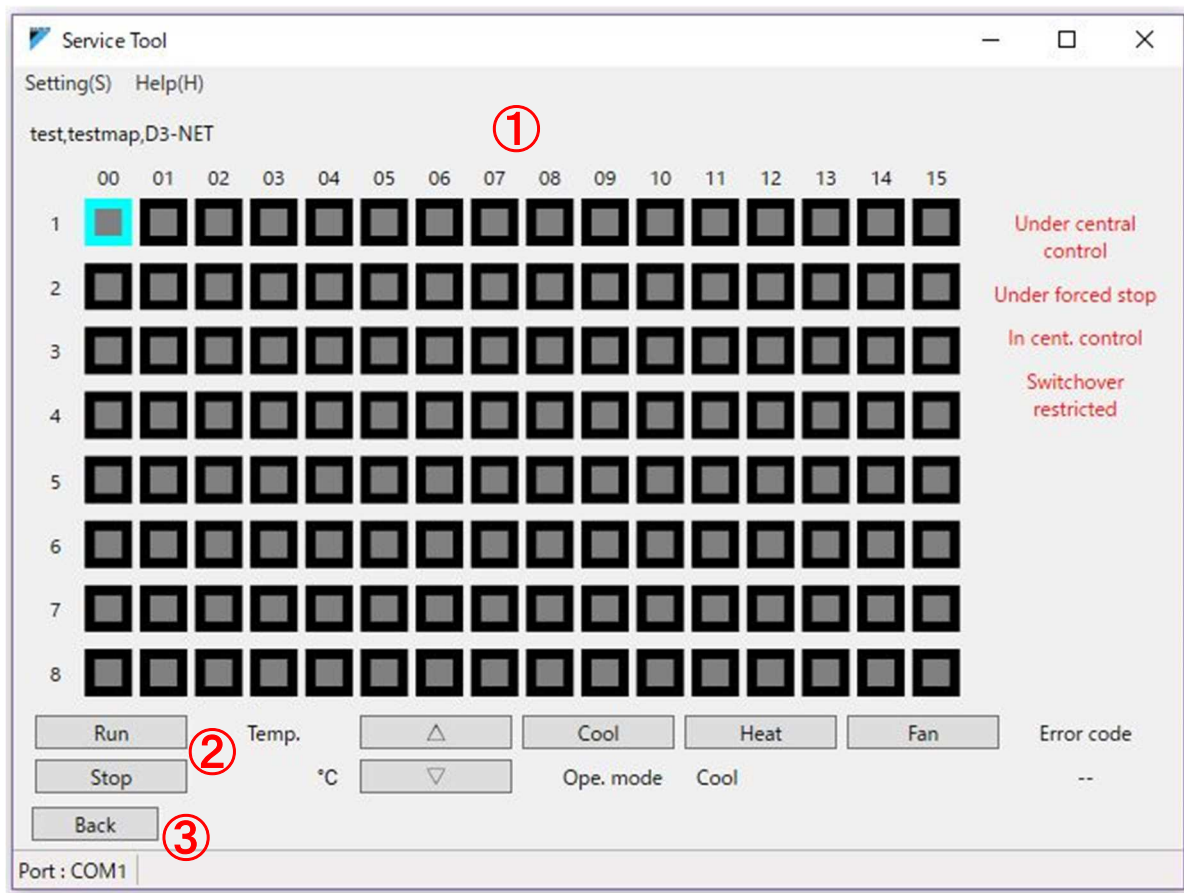 Service Tool
Setting(S) Help(H)
①
test,testmap,D3-NET
00 01 02 03 04 05 06 07 08 09 10 11 12 13 14 15
1
Under central
control
2
Under forced stop
3
In cent. control
Switchover
restricted
4
5
6
7
8
Run Temp. △ Cool Heat Fan Error code
②
Stop °C ▽ Ope. mode Cool --
Back
③
Port : COM1